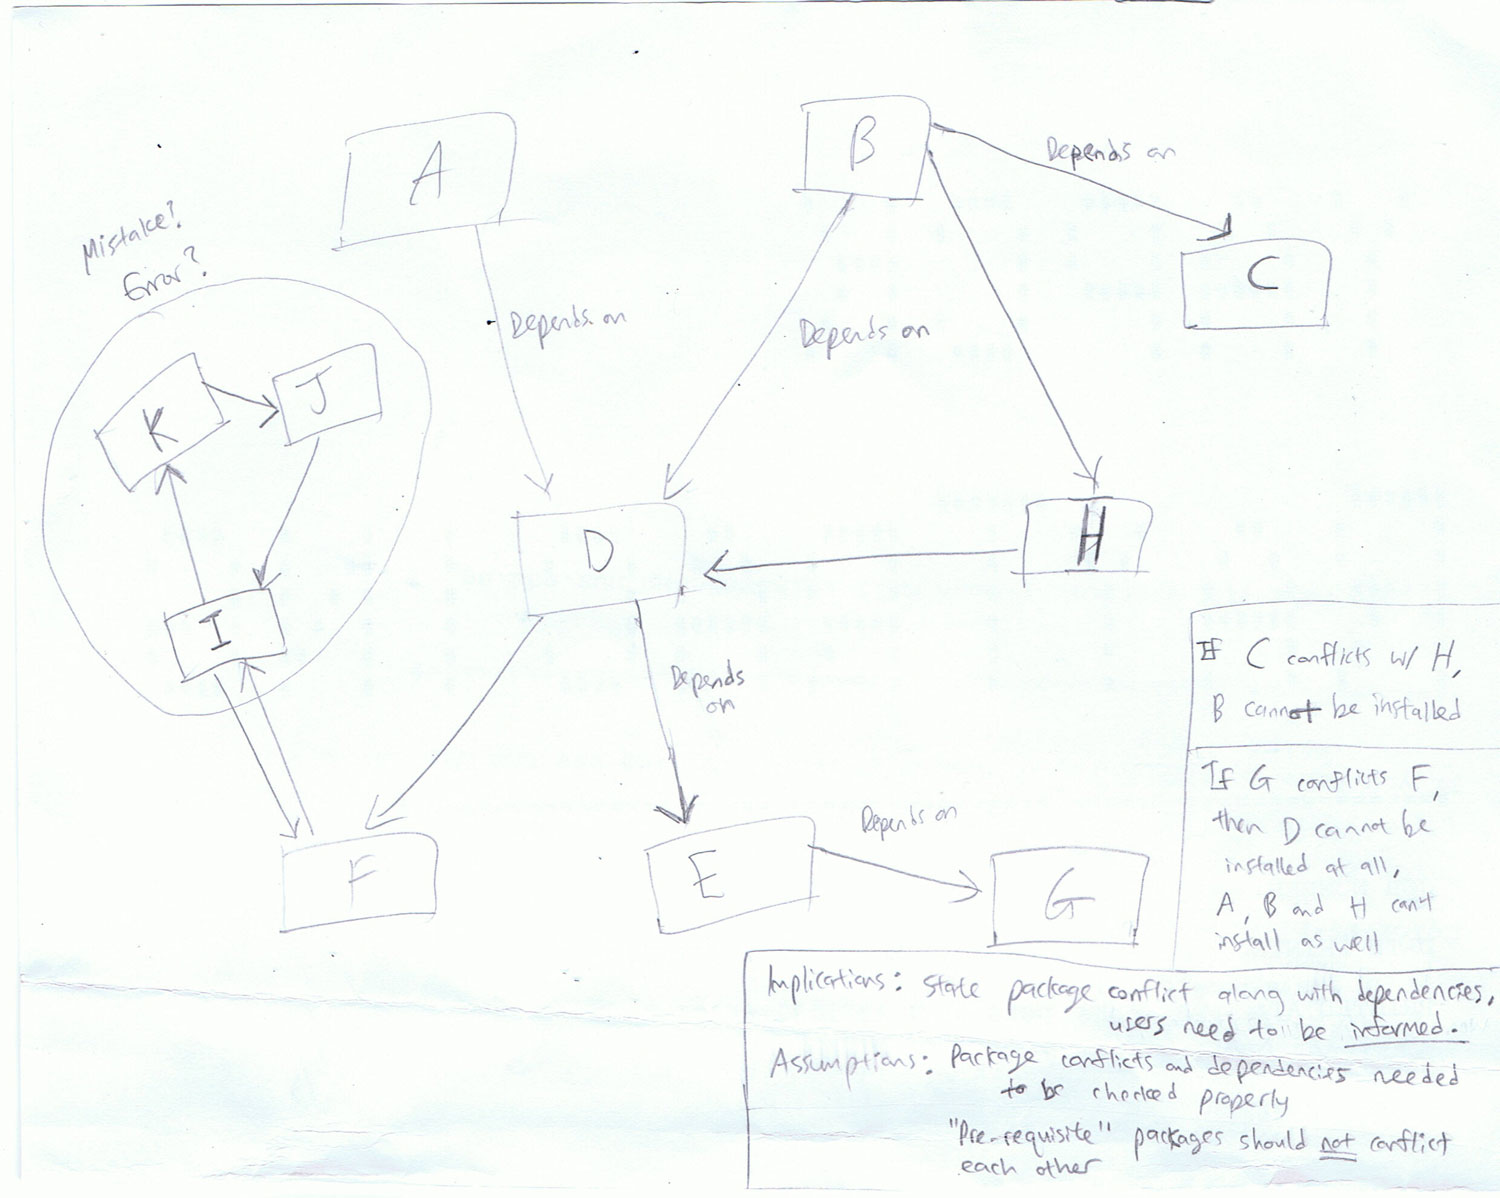 A
B
Depends on
C
Mistake?
Error?
Depends on
Depends on
K
J
D
H
I
Depends
on
If C conflicts w/ H,
B cannot be installed
If G conflicts F,
then D cannot be
installed at all,
A, B and H can't
install as well
F
E
Depends on
G
Implications: State package conflict along with dependencies,
users need to be informed.
Assumptions: Package conflicts and dependencies needed
to be checked properly
"Pre-requisite" packages should not conflict
each other